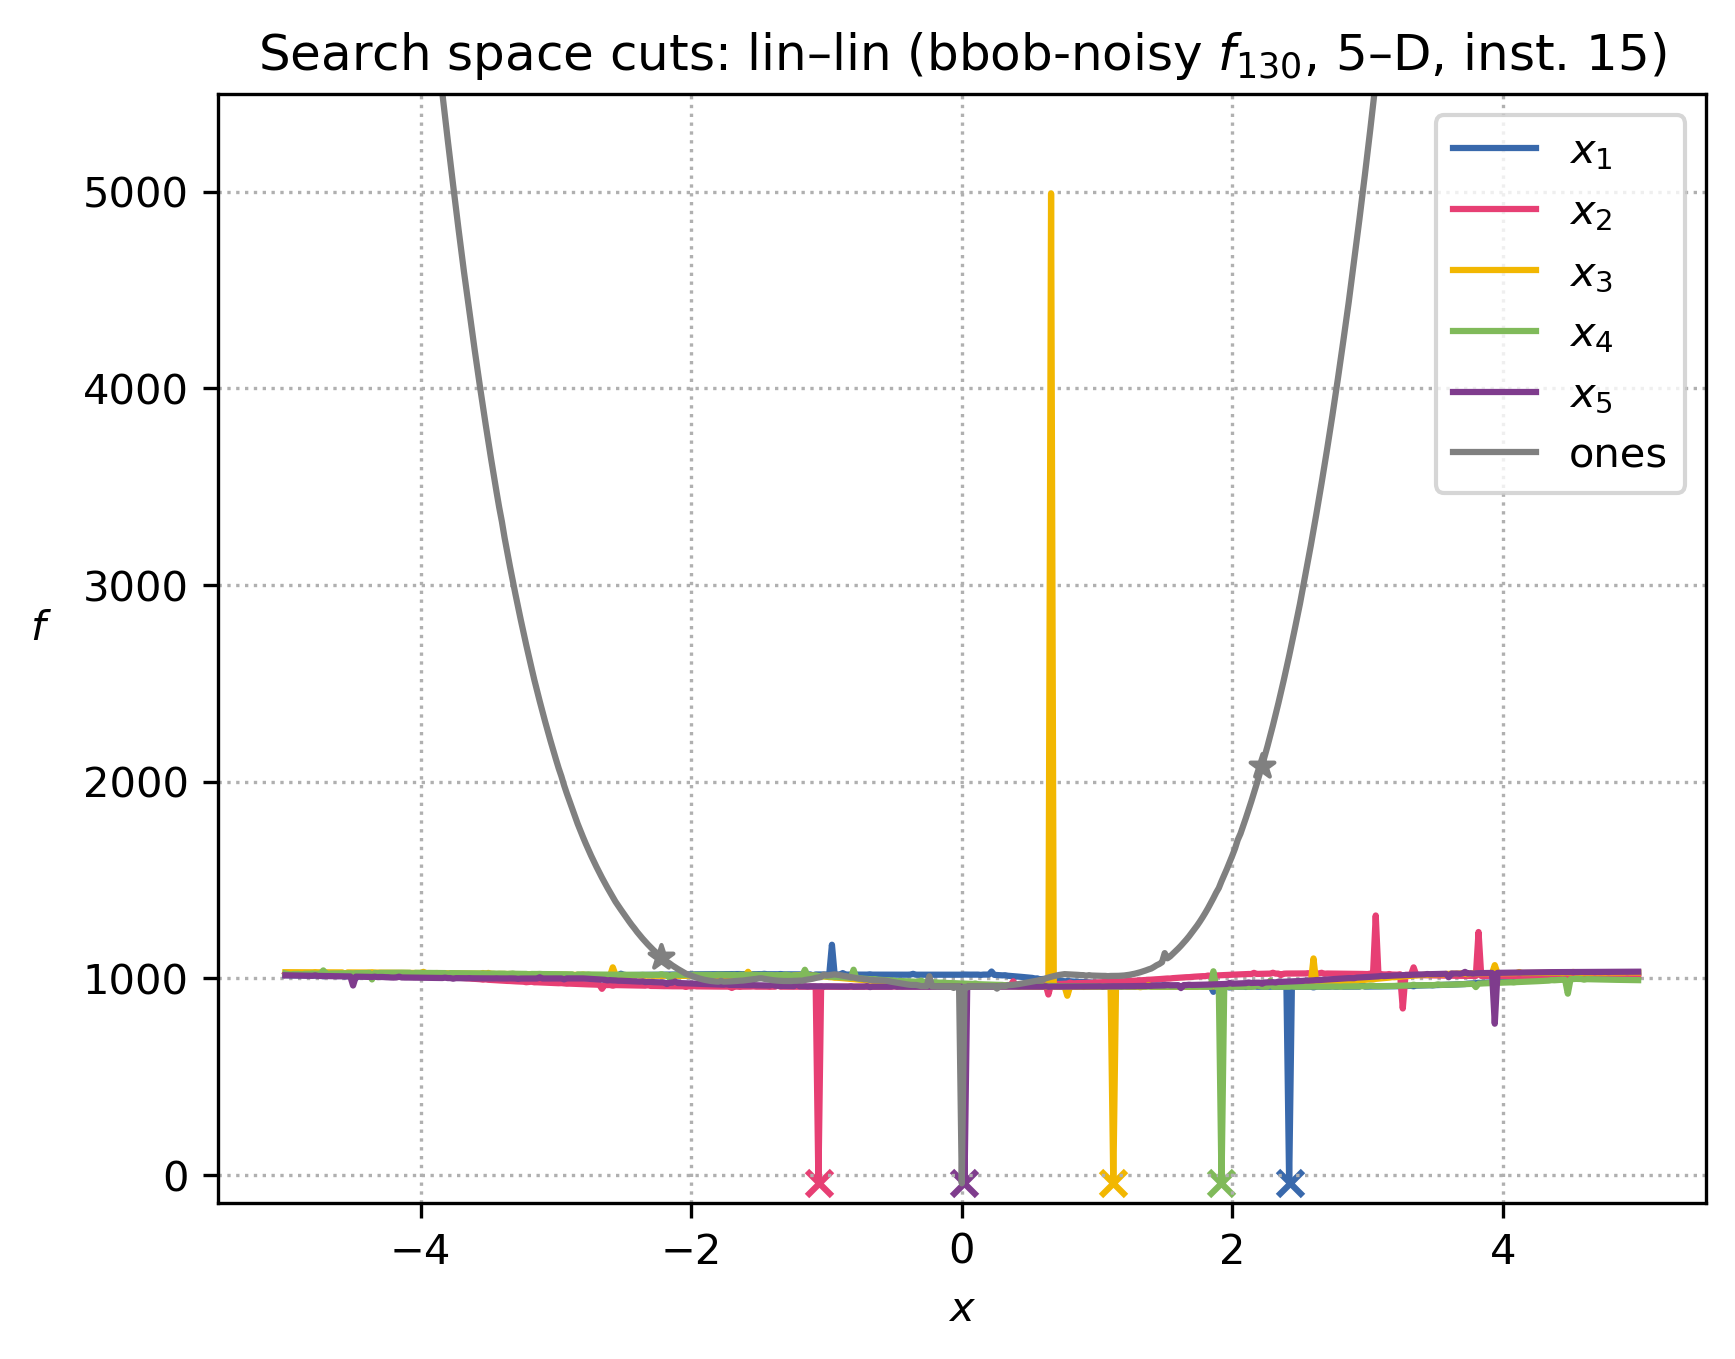 Search space cuts: lin–lin (bbob-noisy f₁₃₀, 5–D, inst. 15)
x₁
x₂
x₃
x₄
x₅
ones
5000
4000
3000
2000
1000
0
f
−4 −2 0 2 4
x